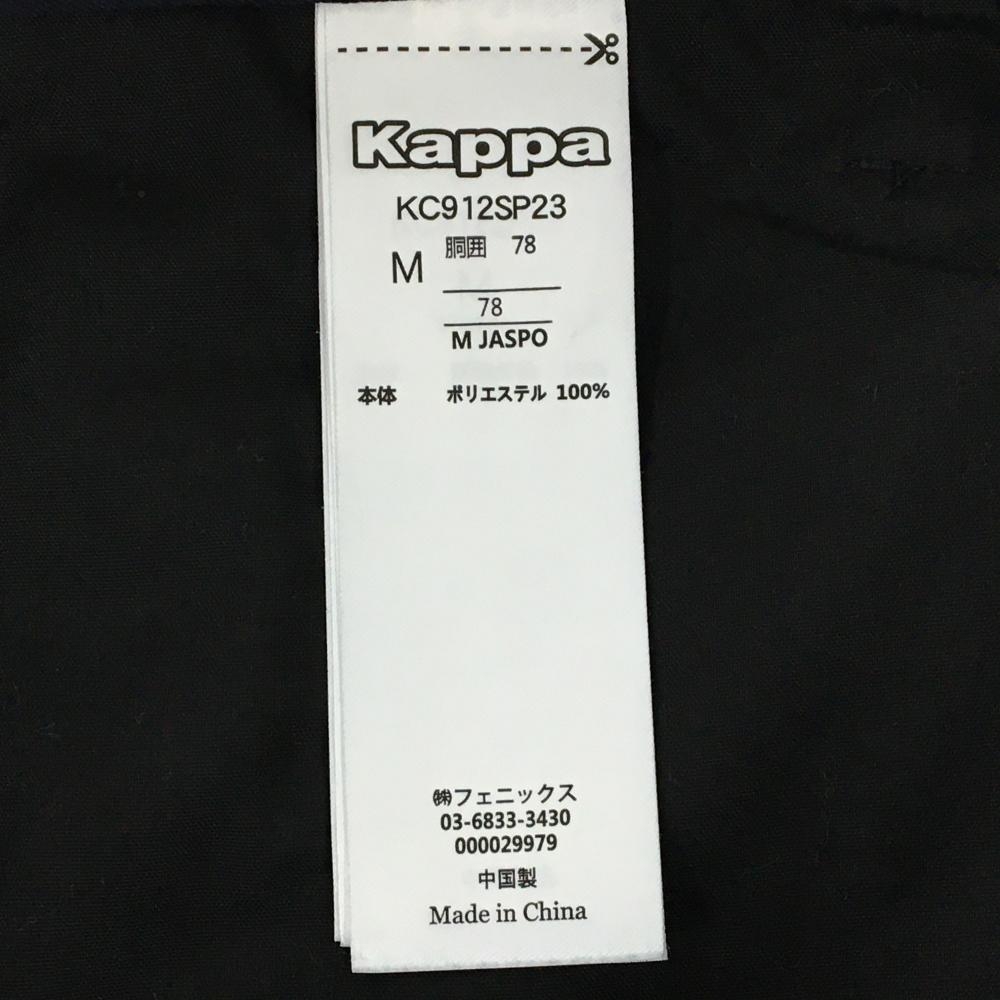 Kappa
KC912SP23
M 胴囲 78
78
M JASPO
本体 ポリエステル 100%
㈱フェニックス
03-6833-3430
000029979
中国製
Made in China